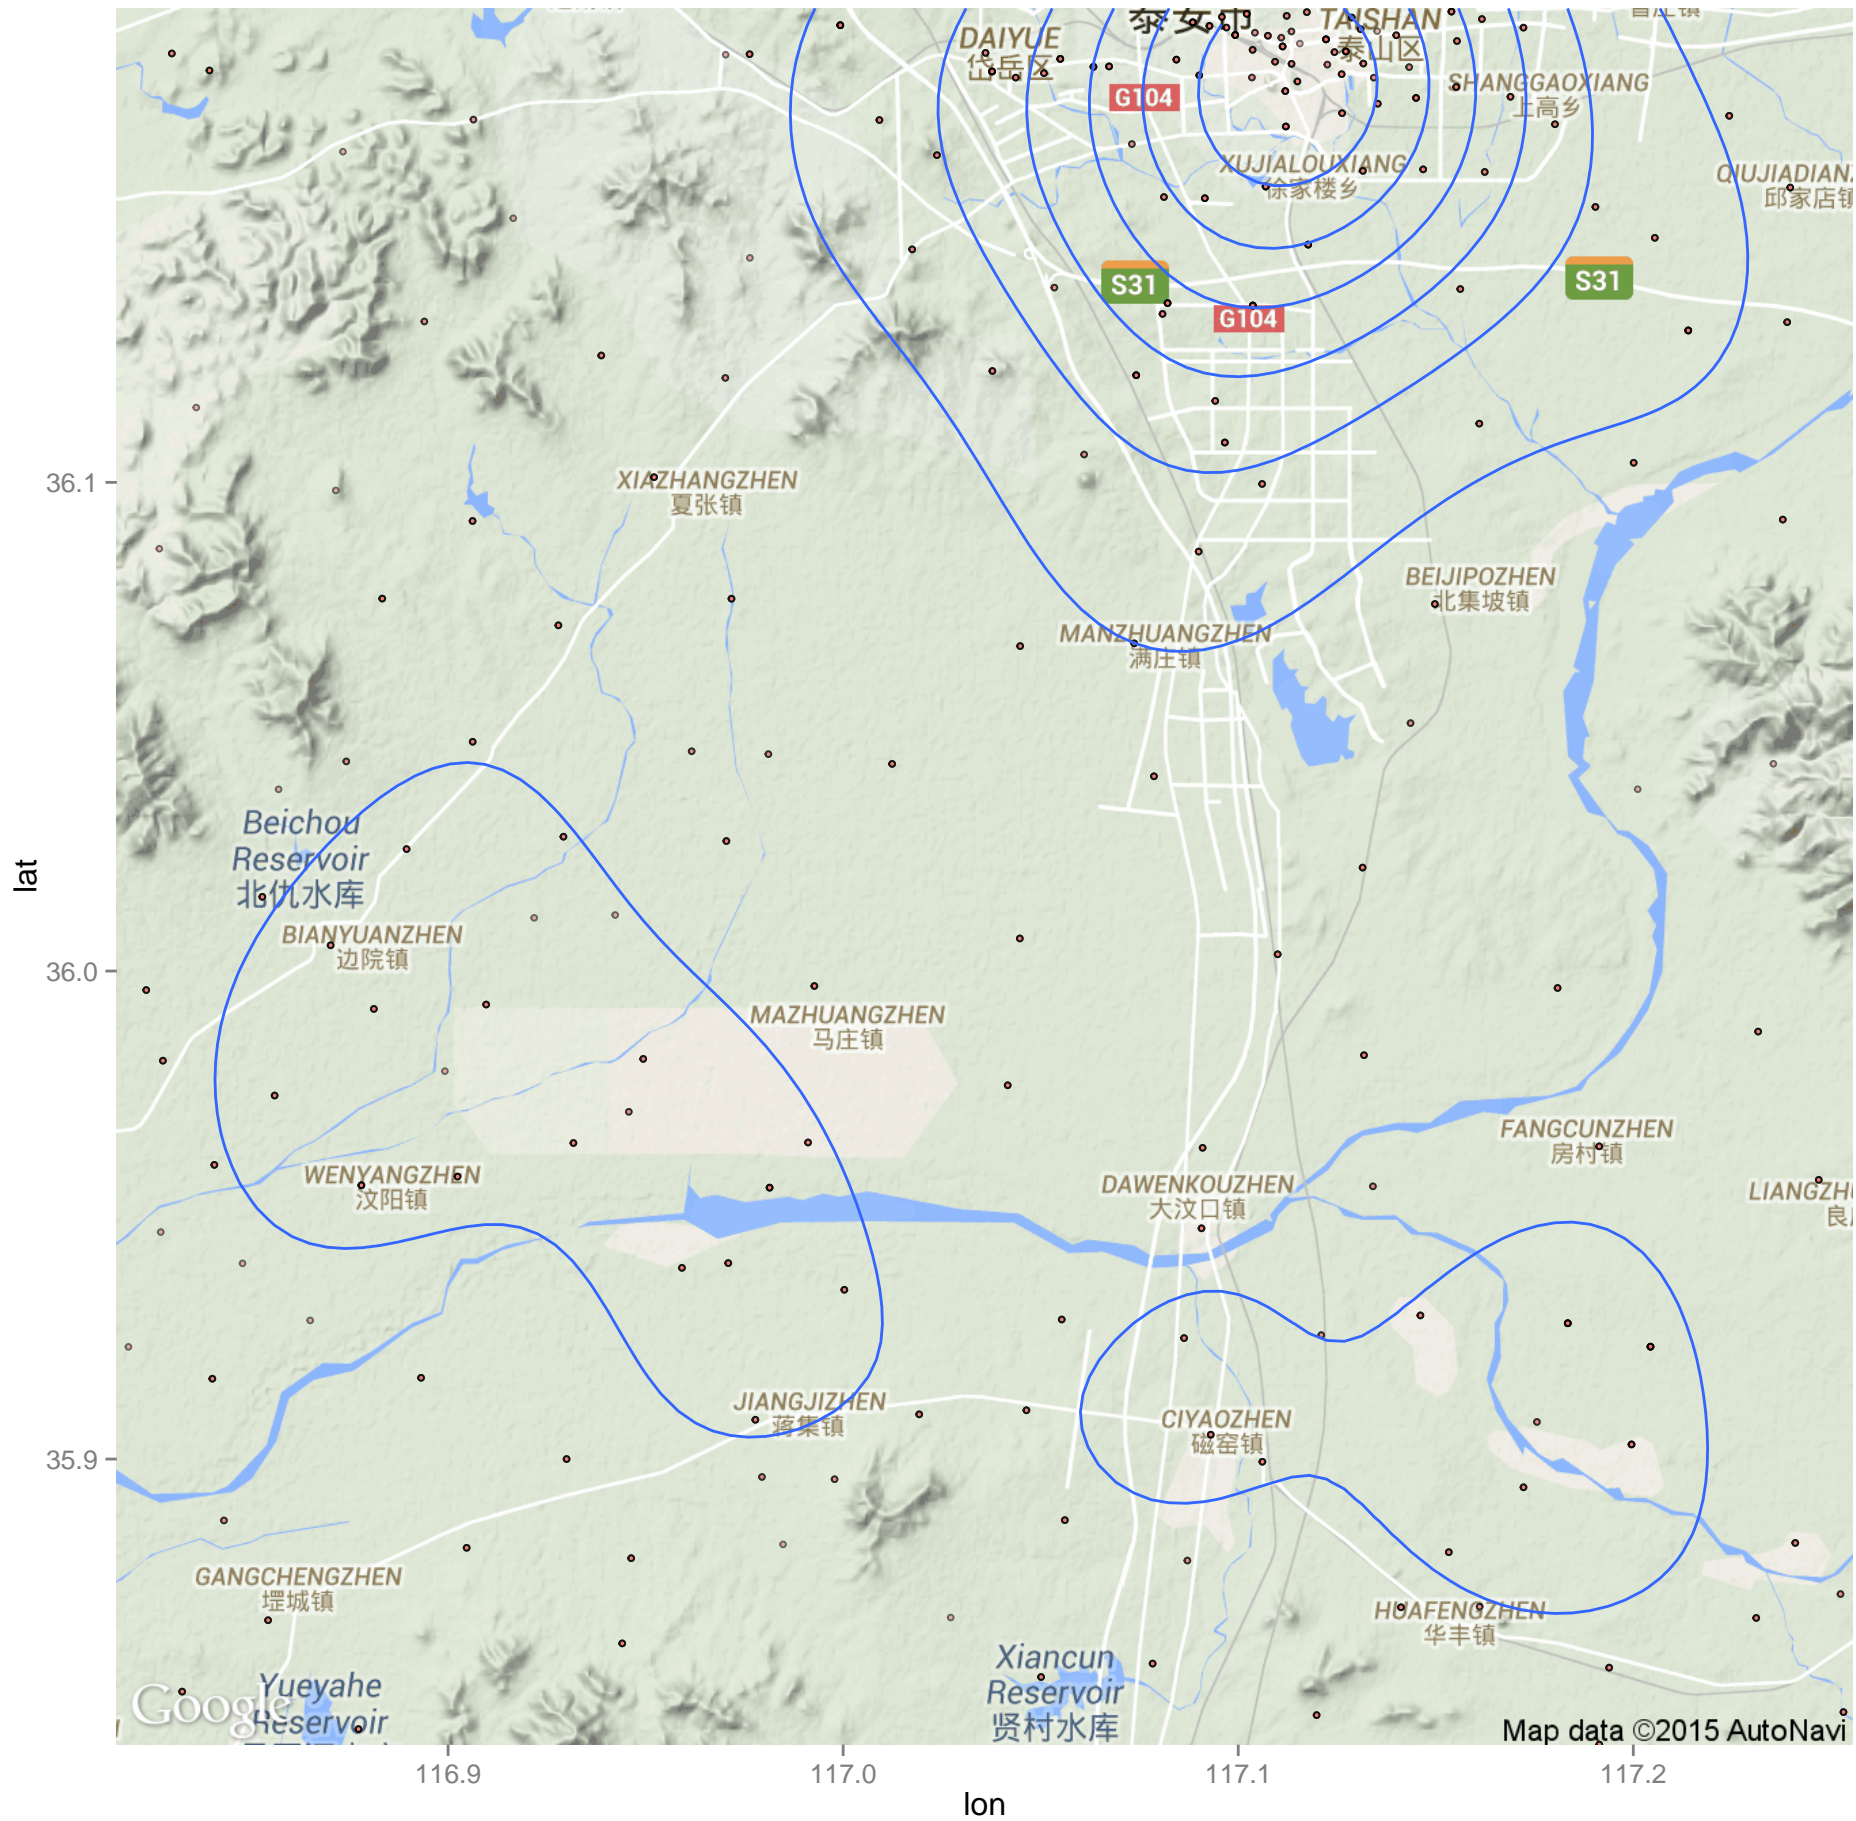 泰安市
TAISHAN
泰山区
DAIYUE
岱岳区
G104
SHANGGAOXIANG
上高乡
XUJIALOUXIANG
徐家楼乡
邱家店镇
S31
S31
G104
36.1
XIAZHANGZHEN
夏张镇
BEIJIPOZHEN
北集坡镇
MANZHUANGZHEN
满庄镇
Beichou
Reservoir
北仇水库
lat
BIANYUANZHEN
边院镇
36.0
MAZHUANGZHEN
马庄镇
FANGCUNZHEN
房村镇
WENYANGZHEN
汶阳镇
DAWENKOUZHEN
大汶口镇
JIANGJIZHEN
蒋集镇
CIYAOZHEN
磁窑镇
35.9
GANGCHENGZHEN
堽城镇
HUAFENGZHEN
华丰镇
Xiancun
Reservoir
贤村水库
Yueyahe
Reservoir
Google
Map data ©2015 AutoNavi
116.9
117.0
117.1
117.2
lon